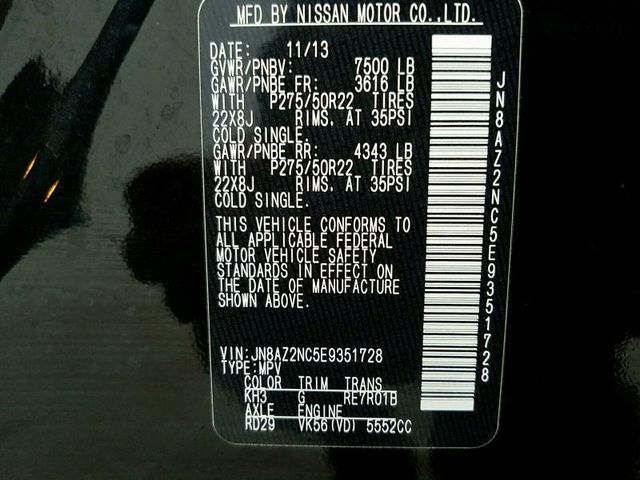 MFD BY NISSAN MOTOR CO.,LTD.
DATE: 11/13
GVWR/PNBV: 7500 LB
GAWR/PNBE FR: 3616 LB
WITH P275/50R22 TIRES
22X8J RIMS. AT 35PSI
COLD SINGLE.
GAWR/PNBE RR: 4343 LB
WITH P275/50R22 TIRES
22X8J RIMS. AT 35PSI
COLD SINGLE.
THIS VEHICLE CONFORMS TO
ALL APPLICABLE FEDERAL
MOTOR VEHICLE SAFETY
STANDARDS IN EFFECT ON
THE DATE OF MANUFACTURE
SHOWN ABOVE.
VIN:JN8AZ2NC5E9351728
TYPE:MPV
COLOR TRIM TRANS
KH3 G RE7R01B
AXLE ENGINE
RD29 VK56(VD) 5552CC
JN8AZ2NC5E9351728